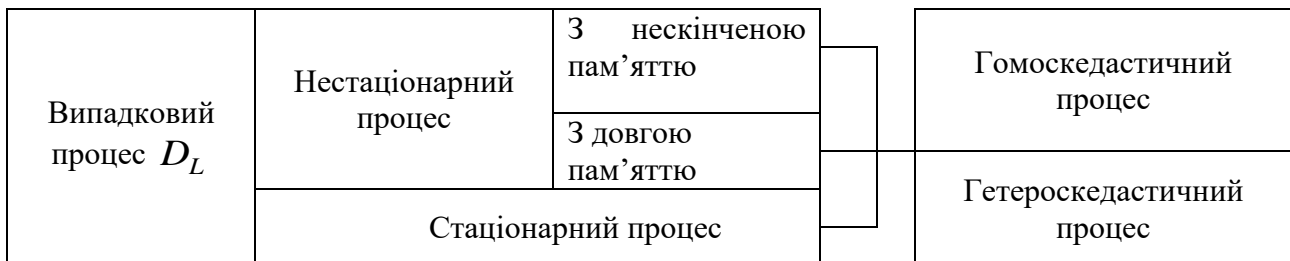 Випадковий
процес D_L
Нестаціонарний
процес
З нескінченою
пам’яттю
З довгою
пам’яттю
Стаціонарний процес
Гомоскедастичний
процес
Гетероскедастичний
процес